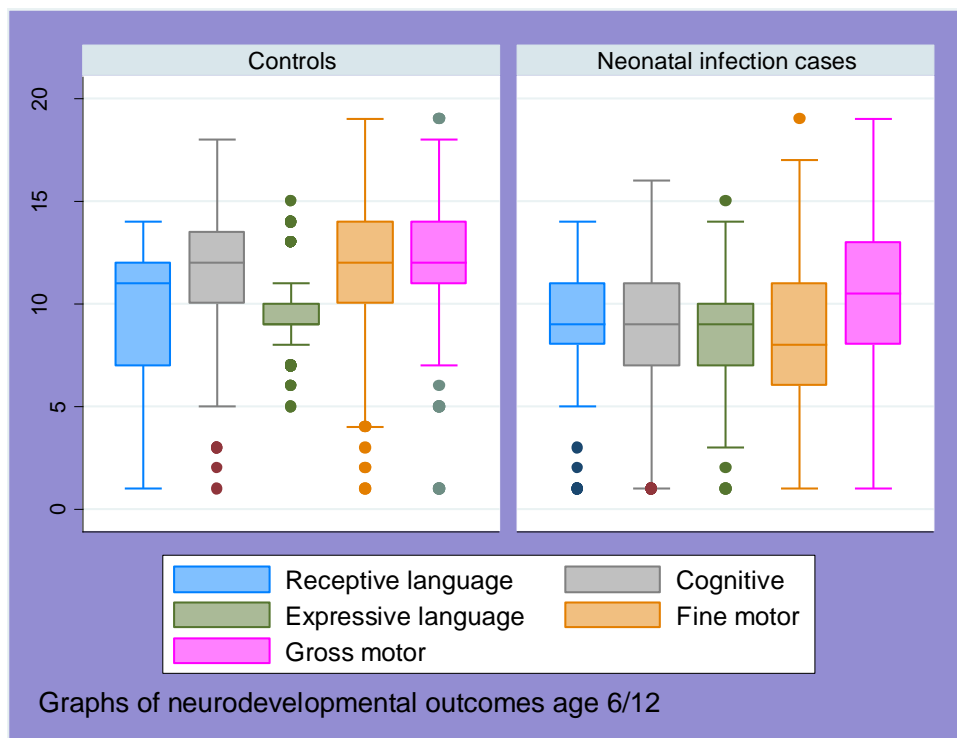 Controls
Neonatal infection cases
20
15
10
5
0
Receptive language
Cognitive
Expressive language
Fine motor
Gross motor
Graphs of neurodevelopmental outcomes age 6/12